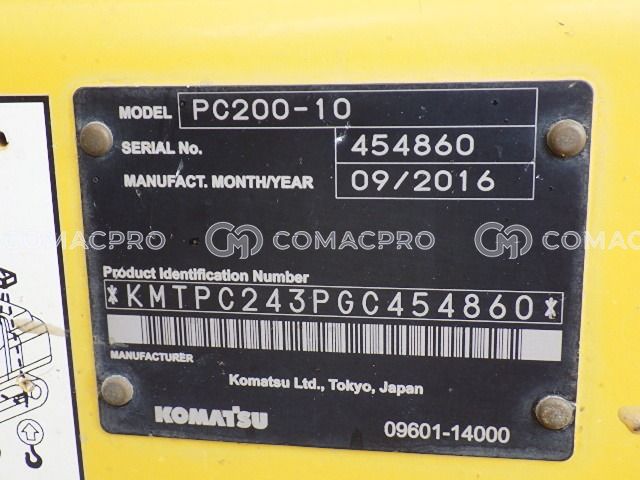 MODEL PC200-10
SERIAL No. 454860
MANUFACT. MONTH/YEAR 09/2016
COMACPRO COMACPRO
Product Identification Number
*KMTPC243PGC454860*
MANUFACTURER
Komatsu Ltd., Tokyo, Japan
KOMATSU 09601-14000